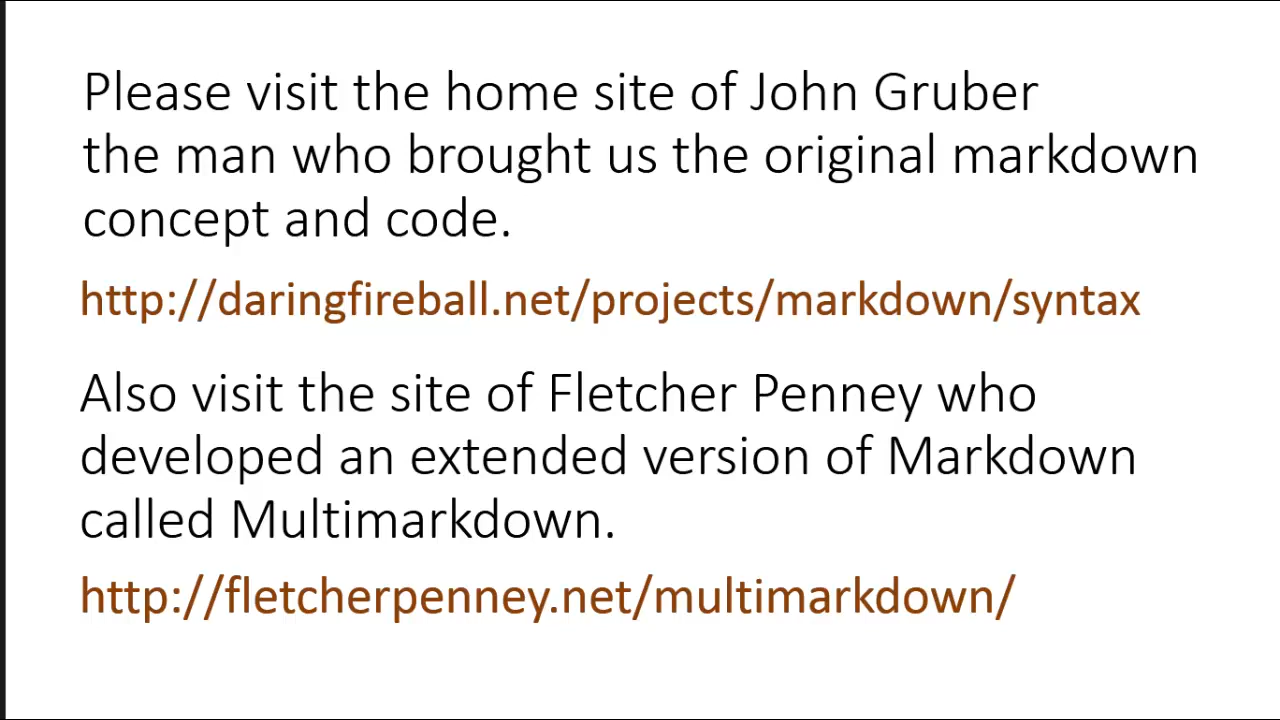 Please visit the home site of John Gruber
the man who brought us the original markdown
concept and code.
http://daringfireball.net/projects/markdown/syntax
Also visit the site of Fletcher Penney who
developed an extended version of Markdown
called Multimarkdown.
http://fletcherpenney.net/multimarkdown/